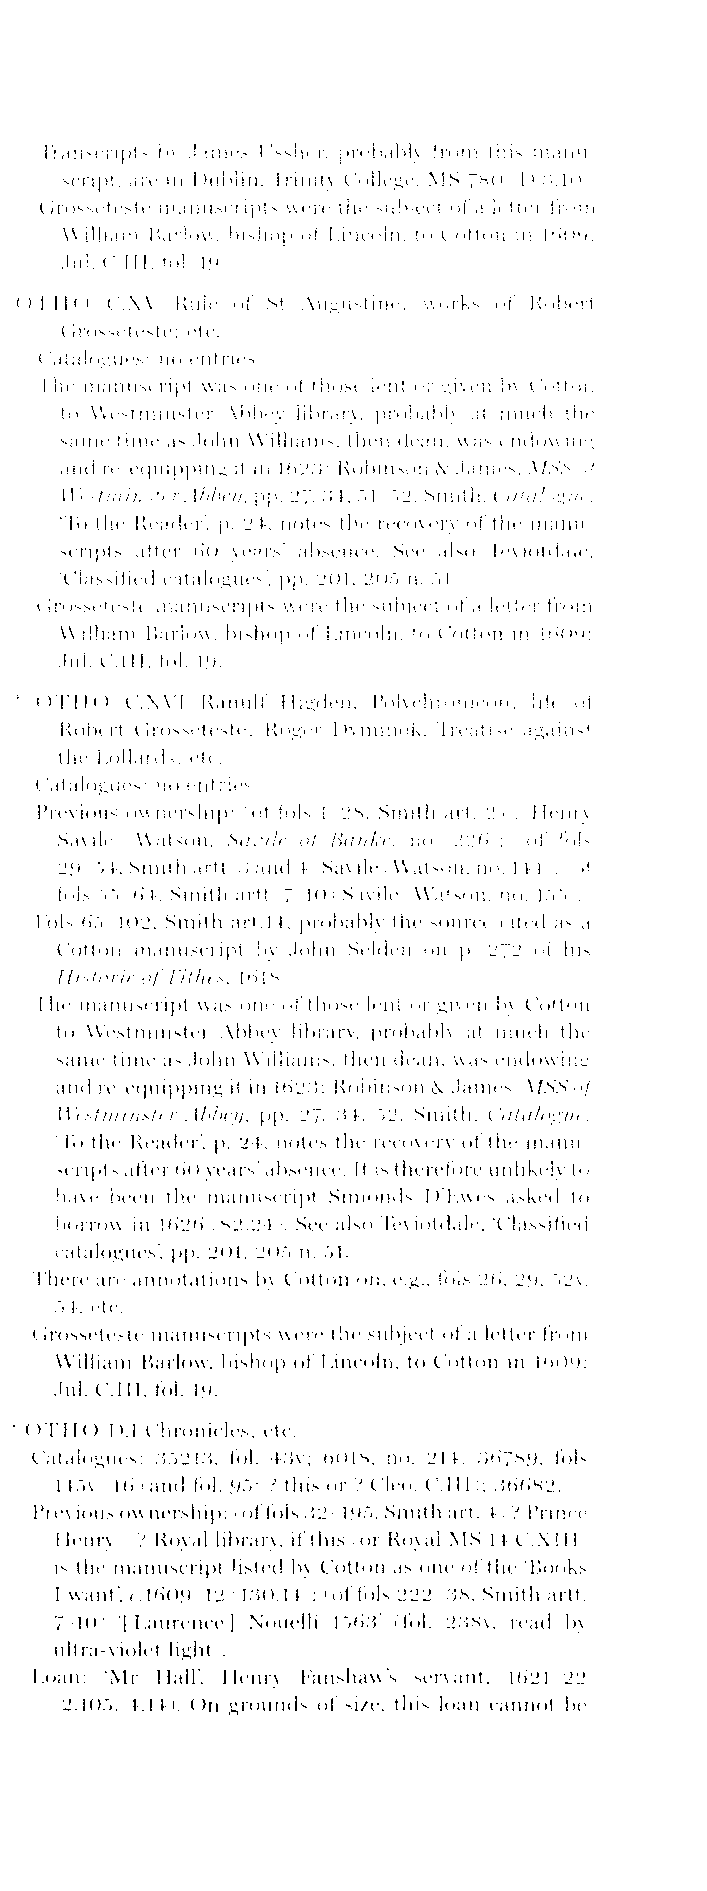 Transcripts by James Ussher, probably from this manu-
script, are in Dublin, Trinity College, MS 780
Grosseteste manuscripts were the subject of a letter from
William Barlow, bishop of Lincoln, to Cotton in 1609,
Jul. C.III, fol. 19
OTHO C.XV Rule of St Augustine, works of Robert
Grosseteste; etc.
Catalogues: no entries
The manuscript was one of those lent or given by Cotton
to Westminster Abbey library, probably at much the
same time as John Williams, then dean, was endowing
and re-equipping it in 1623: Robinson & James, MSS of
Westminster Abbey, pp. 27, 34, 51-52. Smith, Catalogue,
'To the Reader', p. 24, notes the recovery of the manu-
scripts after 60 years' absence. See also Teviotdale,
'Classified catalogues', pp. 201, 205 n. 51
Grosseteste manuscripts were the subject of a letter from
William Barlow, bishop of Lincoln, to Cotton in 1609:
Jul. C.III, fol. 19.
* OTHO C.XVI Ranulf Higden, Polychronicon, life of
Robert Grosseteste, Roger Dymmok, Treatise against
the Lollards, etc.
Catalogues: no entries
Previous ownership: (of fols 1-28, Smith art. Henry
Savile (Watson, Savile of Banke, no. 226); (of fols
29-54, Smith artt. 3 and 4) Savile (Watson, no. (of
fols 55-64, Smith artt. 7-10) Savile (Watson, no.
Fols 65-102, Smith art.14, probably the source cited as a
Cotton manuscript by John Selden on p. 272 of his
Historie of Tithes, 1618
The manuscript was one of those lent or given by Cotton
to Westminster Abbey library, probably at much the
same time as John Williams, then dean, was endowing
and re-equipping it in 1623: Robinson & James, MSS of
Westminster Abbey, pp. 27, 34, 52. Smith, Catalogue,
'To the Reader', p. 24, notes the recovery of the manu-
scripts after 60 years' absence. It is therefore unlikely to
have been the manuscript Simonds D'Ewes asked to
borrow in 1626 (82.24). See also Teviotdale, 'Classified
catalogues', pp. 201, 205 n. 51.
There are annotations by Cotton on, e.g., fols 26, 29, 52v,
54, etc.
Grosseteste manuscripts were the subject of a letter from
William Barlow, bishop of Lincoln, to Cotton in 1609:
Jul. C.III, fol. 19.
* OTHO D.I Chronicles, etc.
Catalogues: 35213, fol. 43v; 6018, no. 214; 36789, fols
145v-46 (and fol. 95: ? this or ? Cleo. C.III); 36682.
Previous ownership: (of fols 32-195, Smith art. 4) ? Prince
Henry ? Royal library, if this (or Royal MS 14 C.XIII)
is the manuscript listed by Cotton as one of the 'Books
I want', c.1609-12 (130.14); (of fols 222-38, Smith artt.
7-10) '[Laurence] Nouelli 1563' (fol. 238v, read by
ultra-violet light).
Loan: 'Mr Hall', Henry Fanshaw's servant, 1621-22
(2.105, 4.14). On grounds of size, this loan cannot be